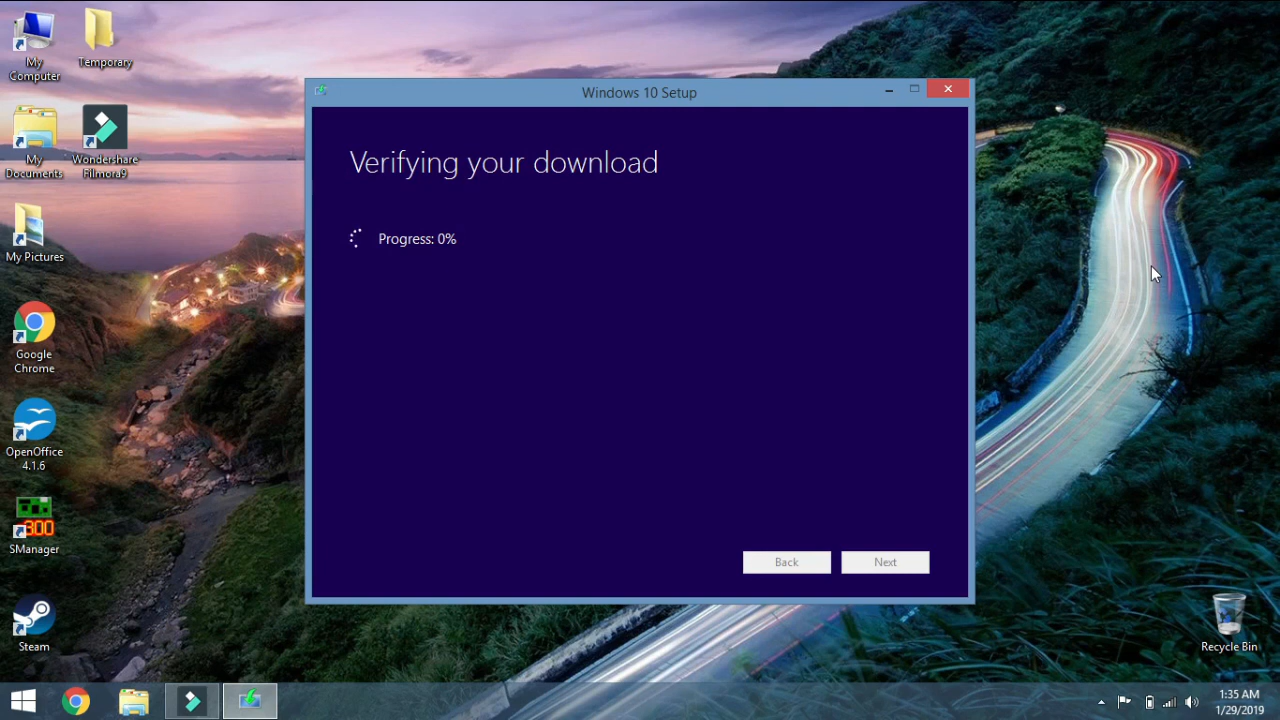 My
Computer
Temporary
My
Documents
Wondershare
Filmora9
My Pictures
Google
Chrome
OpenOffice
4.1.6
300
SManager
Steam
Windows 10 Setup
Verifying your download
Progress: 0%
Back
Next
Recycle Bin
1:35 AM
1/29/2019